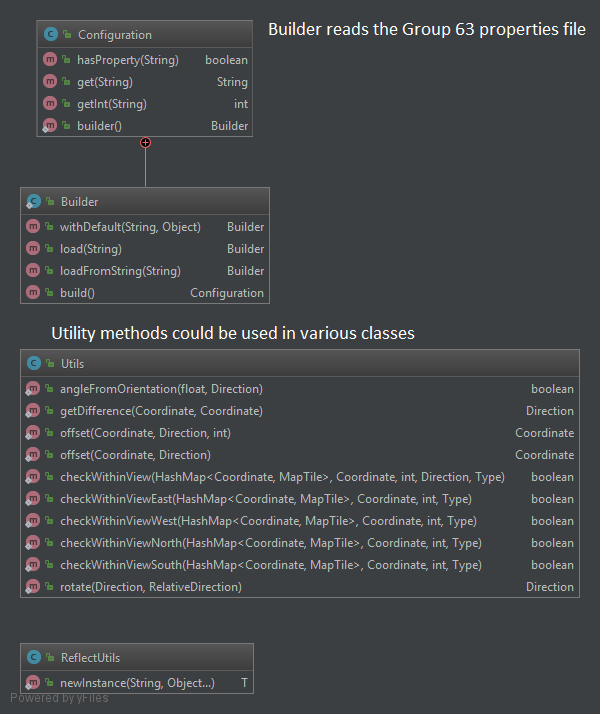 Configuration
Builder reads the Group 63 properties file
hasProperty(String) boolean
get(String) String
getInt(String) int
builder() Builder
Builder
withDefault(String, Object) Builder
load(String) Builder
loadFromString(String) Builder
build() Configuration
Utility methods could be used in various classes
Utils
angleFromOrientation(float, Direction) boolean
getDifference(Coordinate, Coordinate) Direction
offset(Coordinate, Direction, int) Coordinate
offset(Coordinate, Direction) Coordinate
checkWithinView(HashMap<Coordinate, MapTile>, Coordinate, int, Direction, Type) boolean
checkWithinViewEast(HashMap<Coordinate, MapTile>, Coordinate, int, Type) boolean
checkWithinViewWest(HashMap<Coordinate, MapTile>, Coordinate, int, Type) boolean
checkWithinViewNorth(HashMap<Coordinate, MapTile>, Coordinate, int, Type) boolean
checkWithinViewSouth(HashMap<Coordinate, MapTile>, Coordinate, int, Type) boolean
rotate(Direction, RelativeDirection) Direction
ReflectUtils
newInstance(String, Object...) T
Powered by yFiles